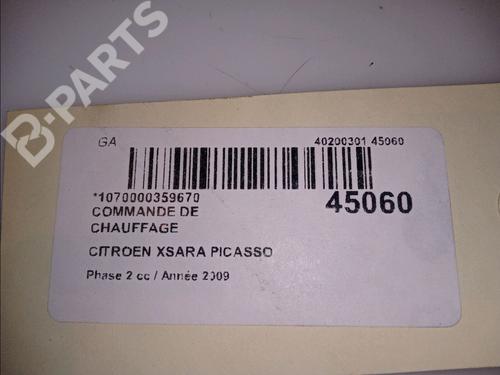 B-PARTS
GA
40200301 45060
*1070000359670
45060
COMMANDE DE
CHAUFFAGE
CITROEN XSARA PICASSO
Phase 2 cc / Année 2009